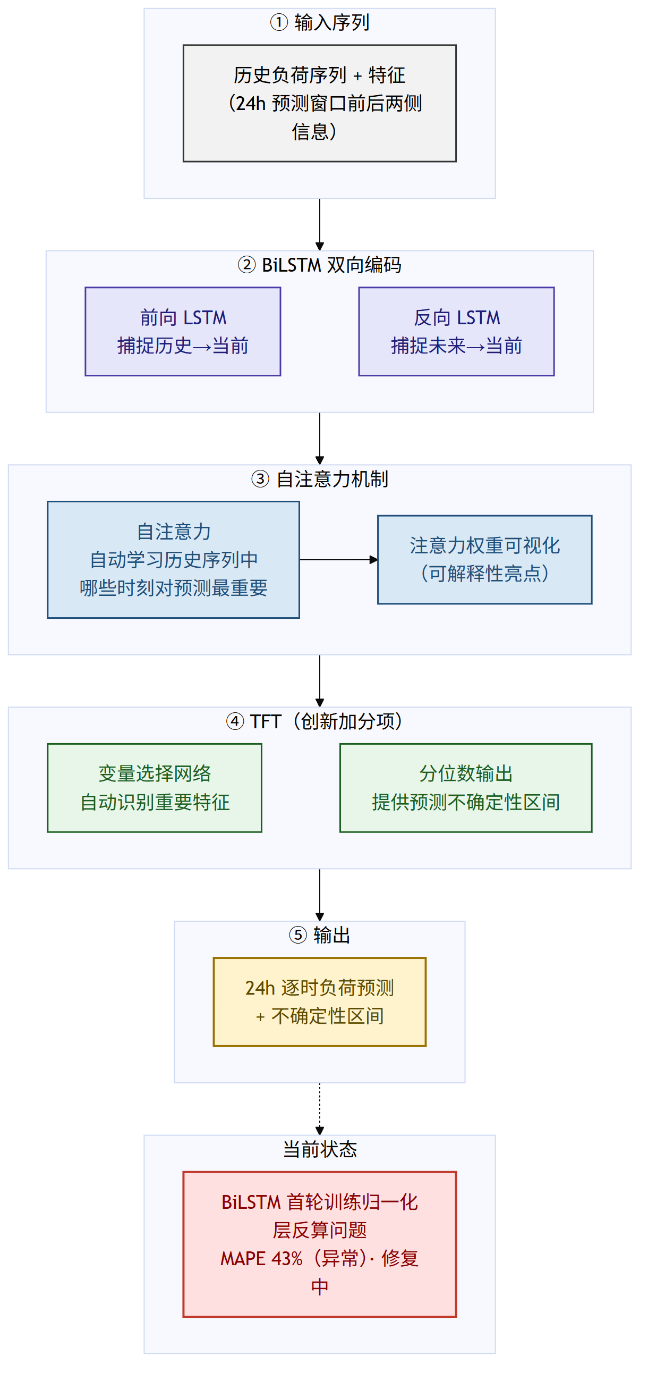 ① 输入序列
历史负荷序列 + 特征
（24h 预测窗口前后两侧
信息）
② BiLSTM 双向编码
前向 LSTM
捕捉历史→当前
反向 LSTM
捕捉未来→当前
③ 自注意力机制
自注意力
自动学习历史序列中
哪些时刻对预测最重要
注意力权重可视化
（可解释性亮点）
④ TFT（创新加分项）
变量选择网络
自动识别重要特征
分位数输出
提供预测不确定性区间
⑤ 输出
24h 逐时负荷预测
+ 不确定性区间
当前状态
BiLSTM 首轮训练归一化
层反算问题
MAPE 43%（异常）· 修复
中